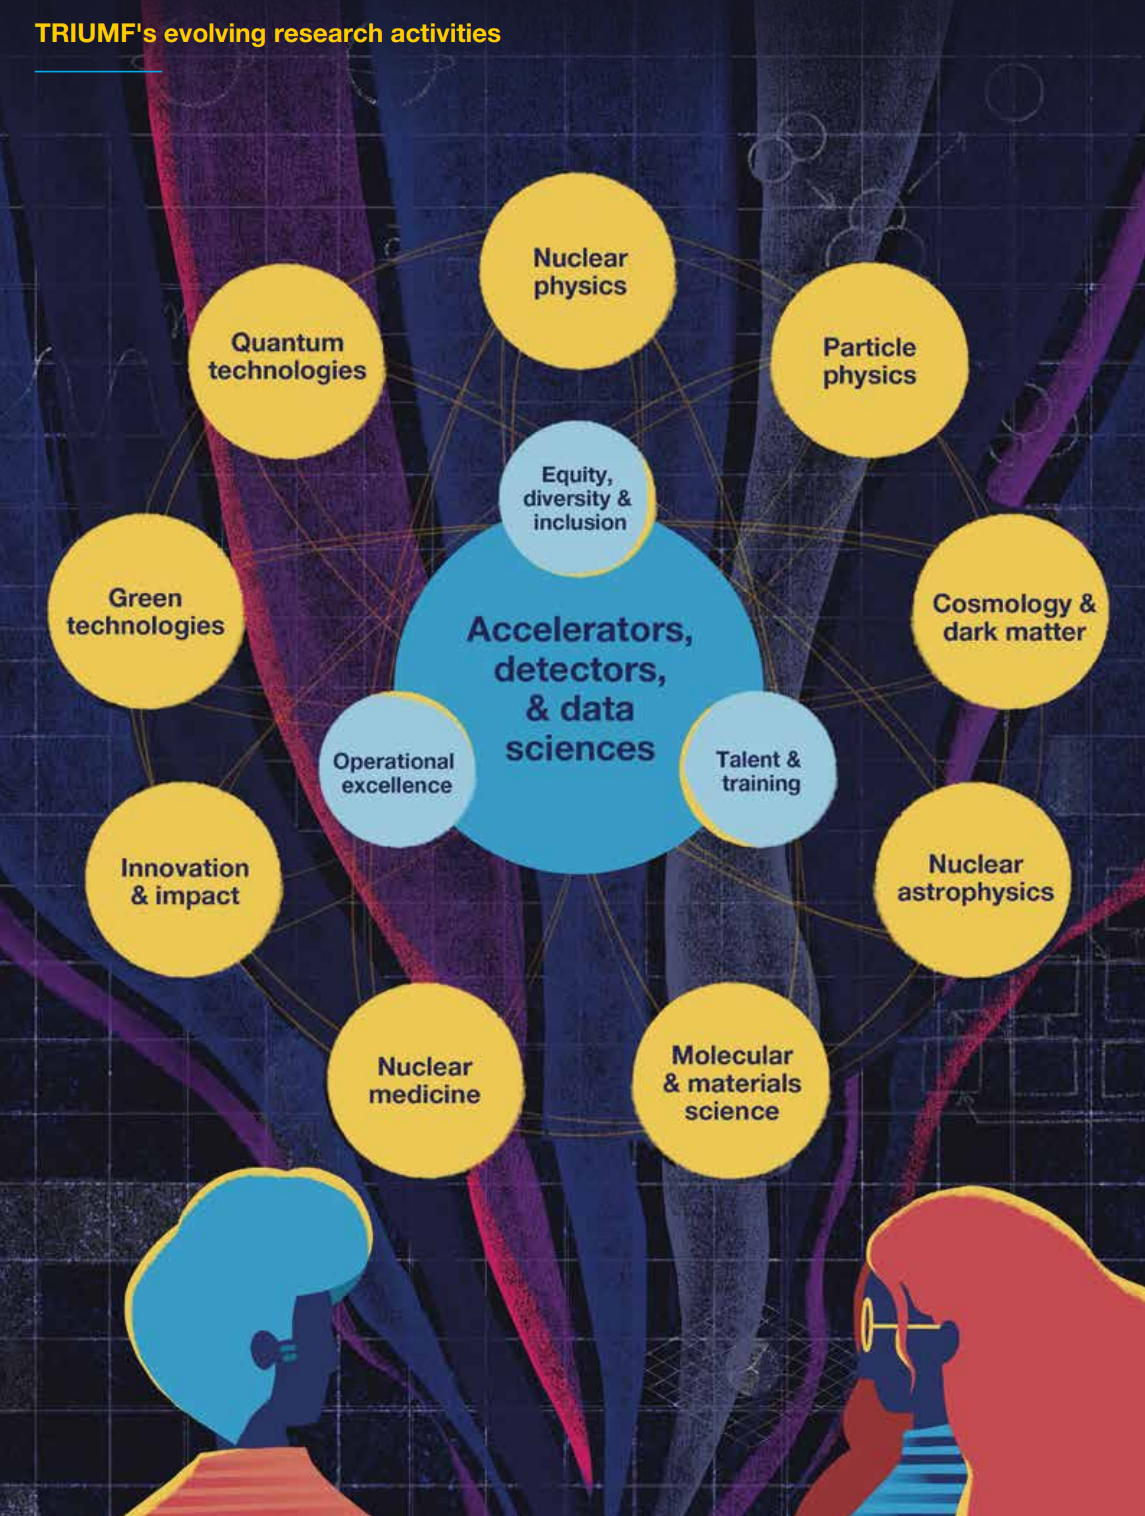 TRIUMF's evolving research activities
Nuclear
physics
Quantum
technologies
Particle
physics
Equity,
diversity &
inclusion
Green
technologies
Cosmology &
dark matter
Accelerators,
detectors,
& data
sciences
Operational
excellence
Talent &
training
Innovation
& impact
Nuclear
astrophysics
Nuclear
medicine
Molecular
& materials
science